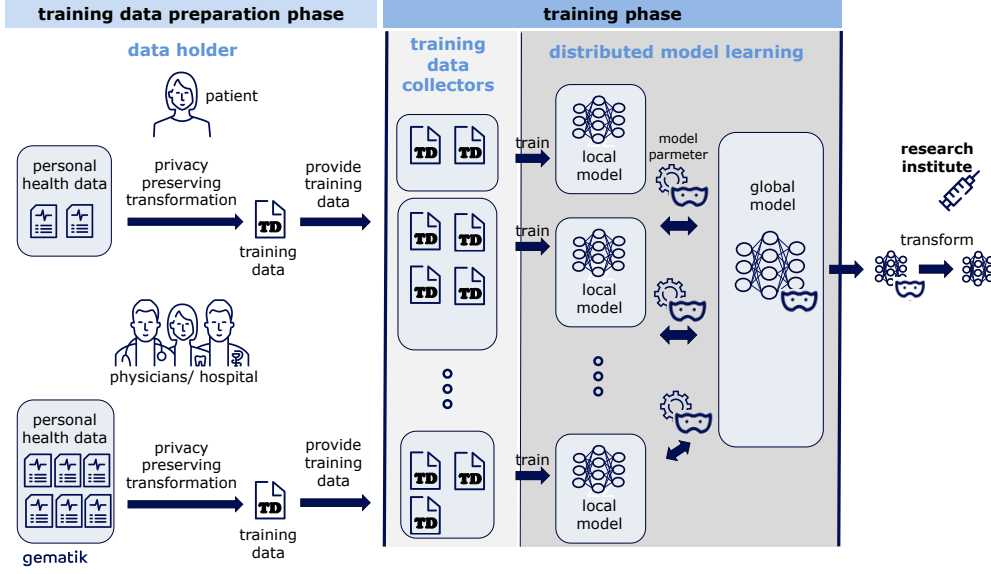 training data preparation phase
training phase
data holder
training
data
collectors
distributed model learning
patient
personal
health data
privacy
preserving
transformation
provide
training
data
TD
training
data
TD
TD
train
local
model
model
parmeter
TD
TD
TD
TD
train
local
model
global
model
research
institute
transform
physicians/ hospital
personal
health data
privacy
preserving
transformation
provide
training
data
TD
training
data
TD
TD
TD
train
local
model
gematik